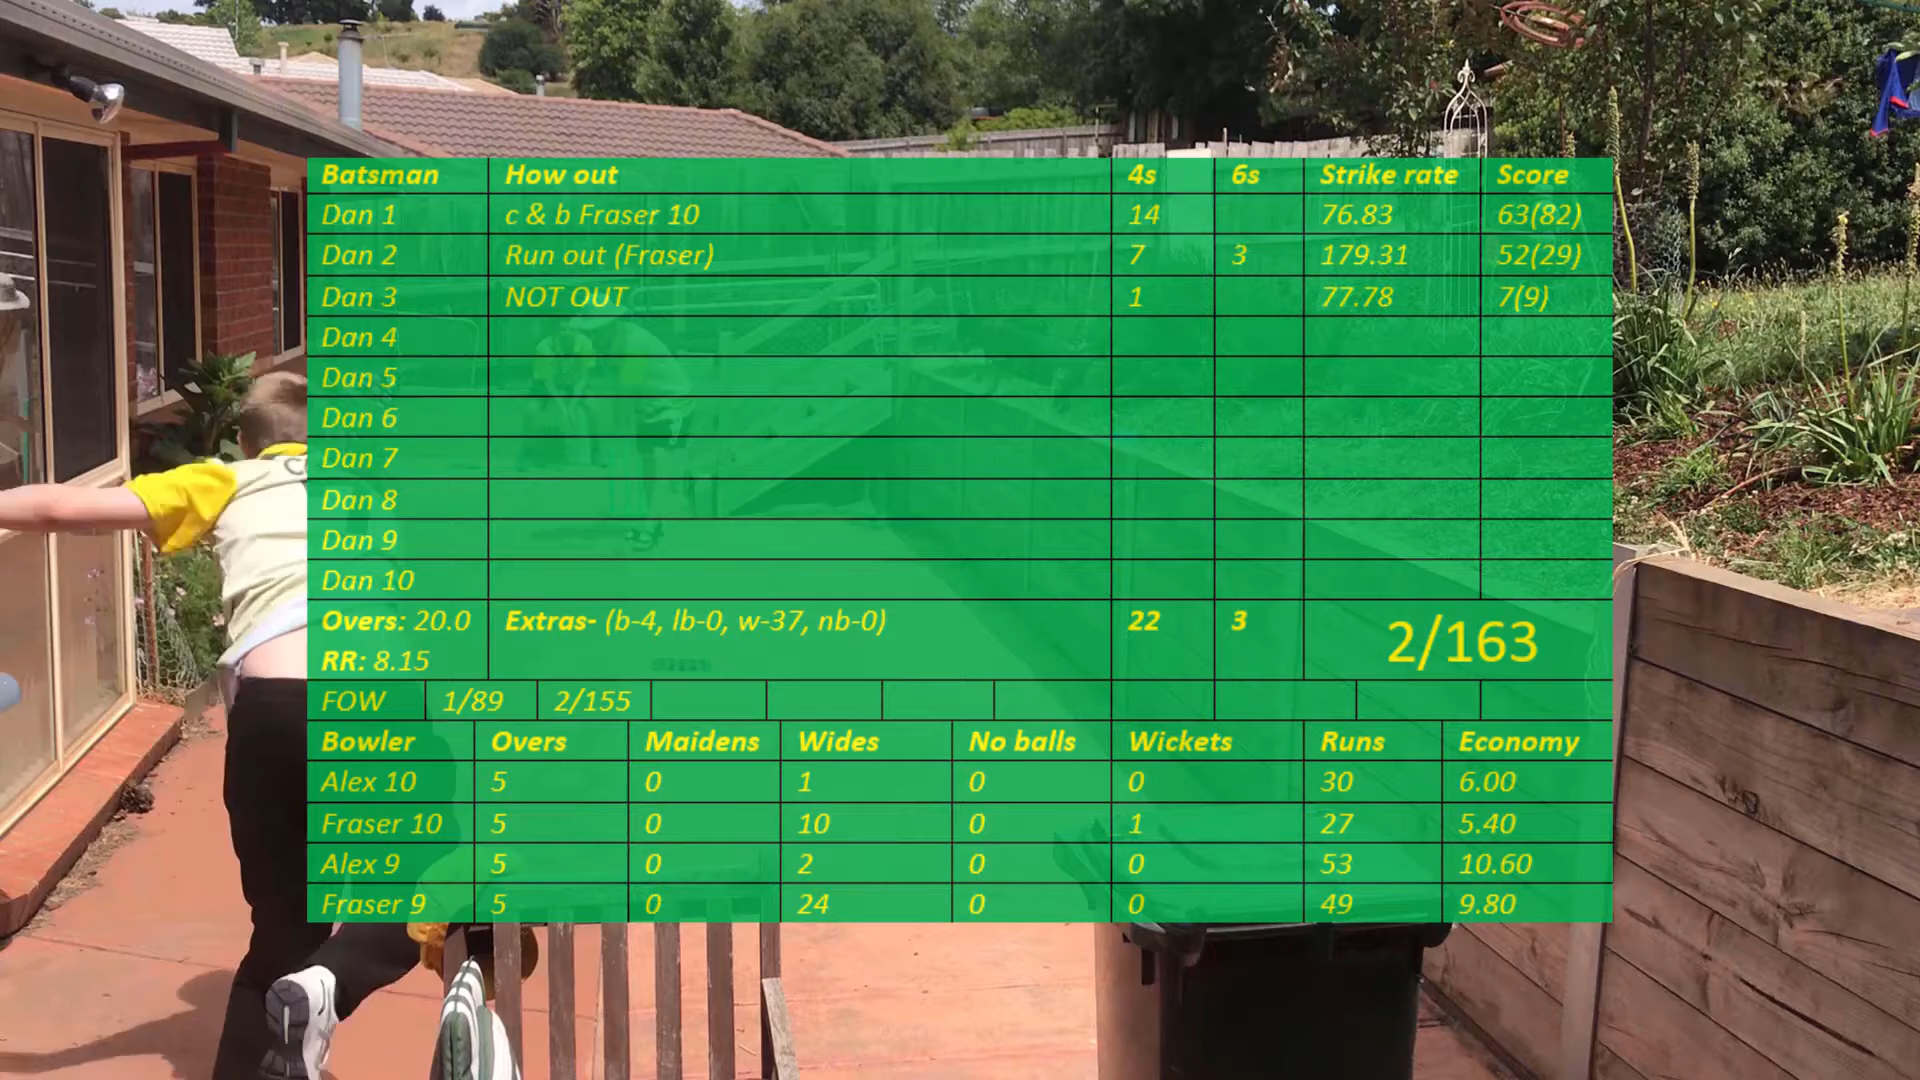 Batsman How out 4s 6s Strike rate Score
Dan 1 c & b Fraser 10 14 76.83 63(82)
Dan 2 Run out (Fraser) 7 3 179.31 52(29)
Dan 3 NOT OUT 1 77.78 7(9)
Dan 4
Dan 5
Dan 6
Dan 7
Dan 8
Dan 9
Dan 10
Overs: 20.0 Extras- (b-4, lb-0, w-37, nb-0) 22 3 2/163
RR: 8.15
FOW 1/89 2/155
Bowler Overs Maidens Wides No balls Wickets Runs Economy
Alex 10 5 0 1 0 0 30 6.00
Fraser 10 5 0 10 0 1 27 5.40
Alex 9 5 0 2 0 0 53 10.60
Fraser 9 5 0 24 0 0 49 9.80